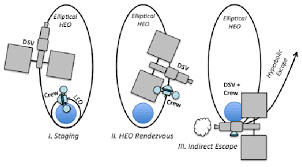 Elliptical
HEO
DSV
Crew
LEO
I. Staging
Elliptical
HEO
DSV
Crew
II. HEO Rendezvous
Elliptical
HEO
DSV +
Crew
Hyperbolic
Escape
III. Indirect Escape